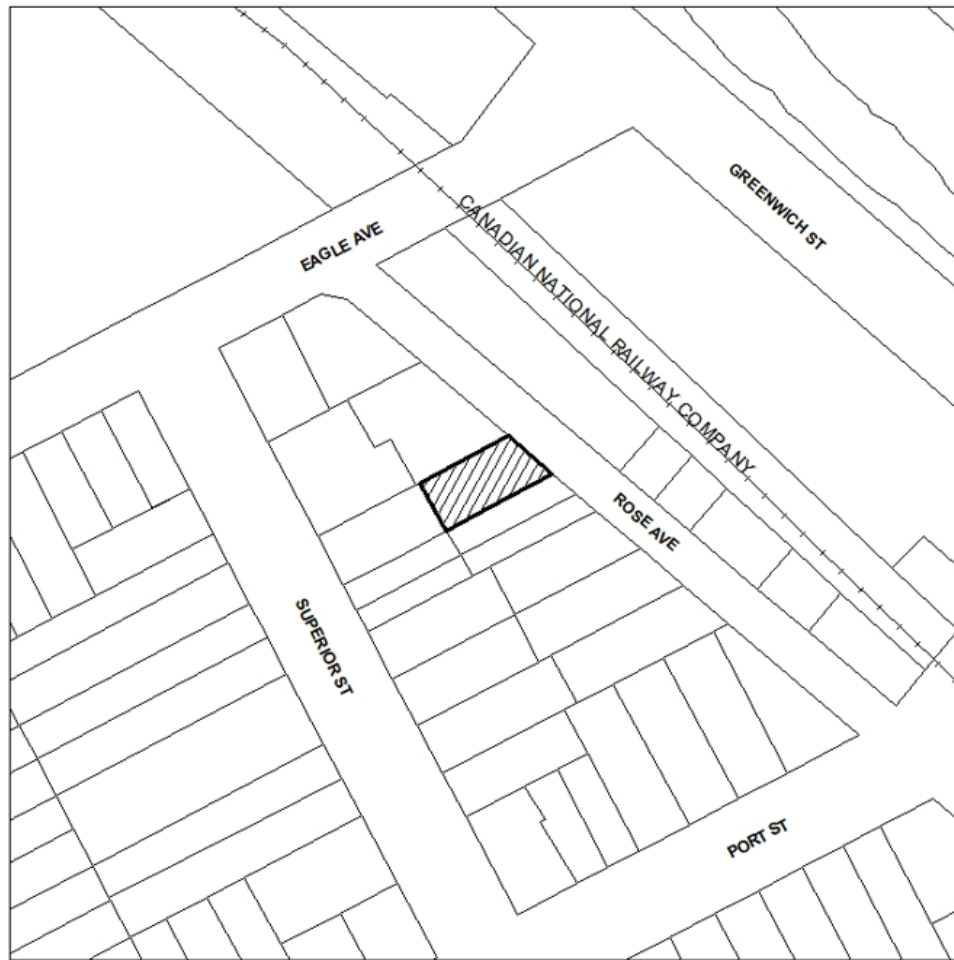 GREENWICH ST
EAGLE AVE
CANADIAN NATIONAL RAILWAY COMPANY
ROSE AVE
SUPERIOR ST
PORT ST